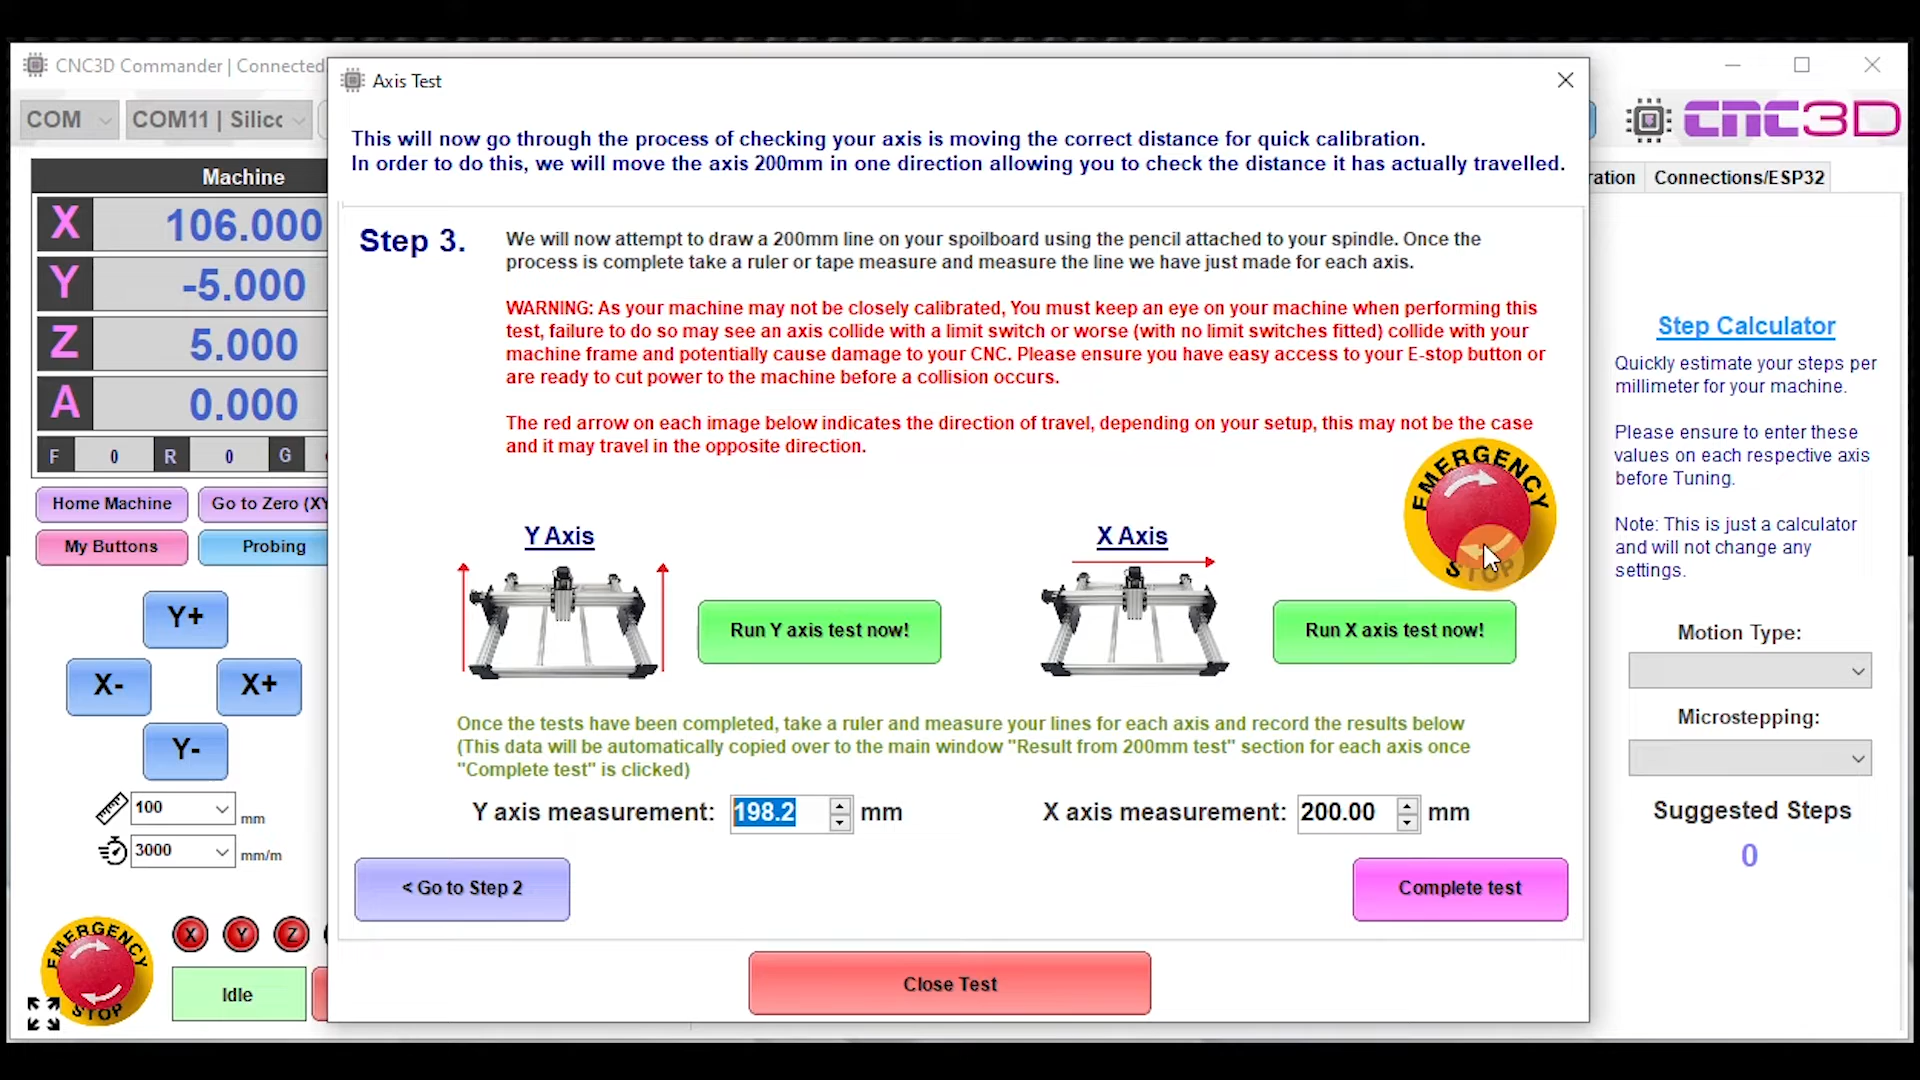 CNC3D Commander | Connected
Axis Test
COM
COM11 | Silicc
CNC3D
This will now go through the process of checking your axis is moving the correct distance for quick calibration.
In order to do this, we will move the axis 200mm in one direction allowing you to check the distance it has actually travelled.
Machine
ration
Connections/ESP32
X 106.000
Y -5.000
Z 5.000
A 0.000
F 0 R 0 G
Step 3.
We will now attempt to draw a 200mm line on your spoilboard using the pencil attached to your spindle. Once the
process is complete take a ruler or tape measure and measure the line we have just made for each axis.
WARNING: As your machine may not be closely calibrated, You must keep an eye on your machine when performing this
test, failure to do so may see an axis collide with a limit switch or worse (with no limit switches fitted) collide with your
machine frame and potentially cause damage to your CNC. Please ensure you have easy access to your E-stop button or
are ready to cut power to the machine before a collision occurs.
The red arrow on each image below indicates the direction of travel, depending on your setup, this may not be the case
and it may travel in the opposite direction.
EMERGENCY
STOP
Step Calculator
Quickly estimate your steps per
millimeter for your machine.
Please ensure to enter these
values on each respective axis
before Tuning.
Note: This is just a calculator
and will not change any
settings.
Home Machine
Go to Zero (XY
My Buttons
Probing
Y Axis
X Axis
Run Y axis test now!
Run X axis test now!
Y+
X-
X+
Y-
Motion Type:
Microstepping:
Suggested Steps
0
Once the tests have been completed, take a ruler and measure your lines for each axis and record the results below
(This data will be automatically copied over to the main window "Result from 200mm test" section for each axis once
"Complete test" is clicked)
100 mm
3000 mm/m
Y axis measurement: 198.2 mm
X axis measurement: 200.00 mm
< Go to Step 2
Complete test
EMERGENCY
STOP
X Y Z
Idle
Close Test